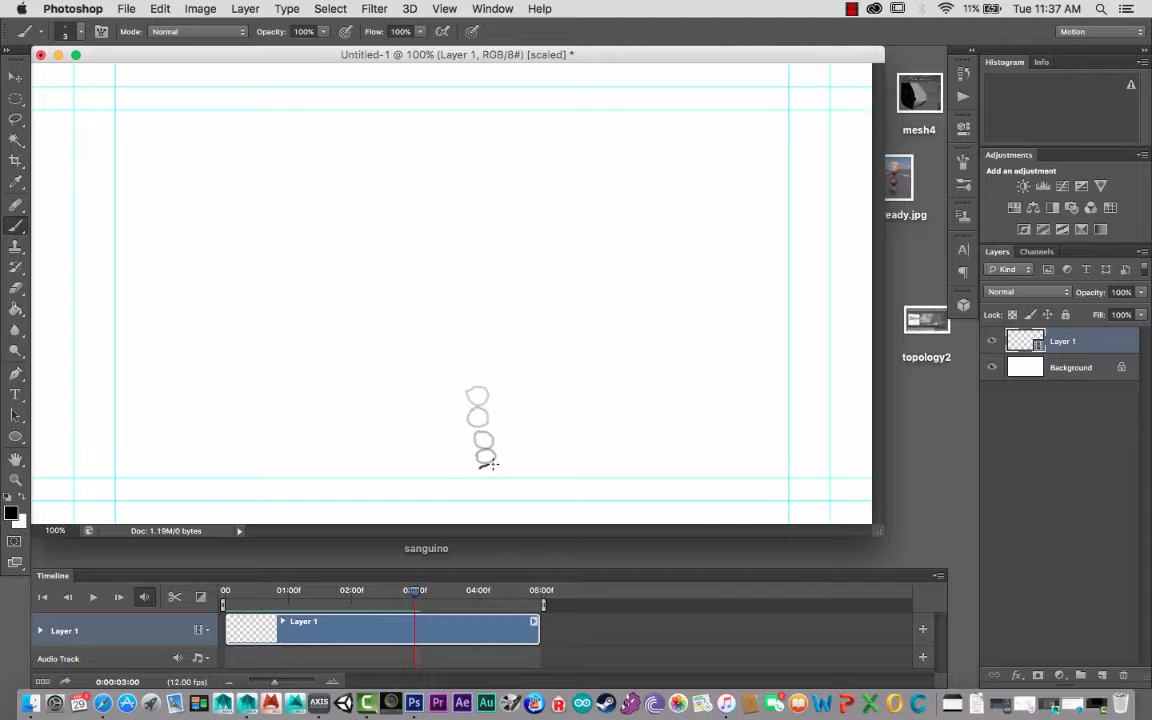 Photoshop File Edit Image Layer Type Select Filter 3D View Window Help 11% Tue 11:37 AM
3 Mode: Normal Opacity: 100% Flow: 100% Motion
Untitled-1 @ 100% (Layer 1, RGB/8#) [scaled] *
Histogram Info
mesh4
Adjustments
Add an adjustment
eady.jpg
Layers Channels
Kind
Normal Opacity: 100%
Lock: Fill: 100%
Layer 1
topology2
Background
100% Doc: 1.19M/0 bytes
sanguino
Timeline
00 01:00f 02:00f 03:00f 04:00f 05:00f
Layer 1 Layer 1
Audio Track
0:00:03:00 (12.00 fps)